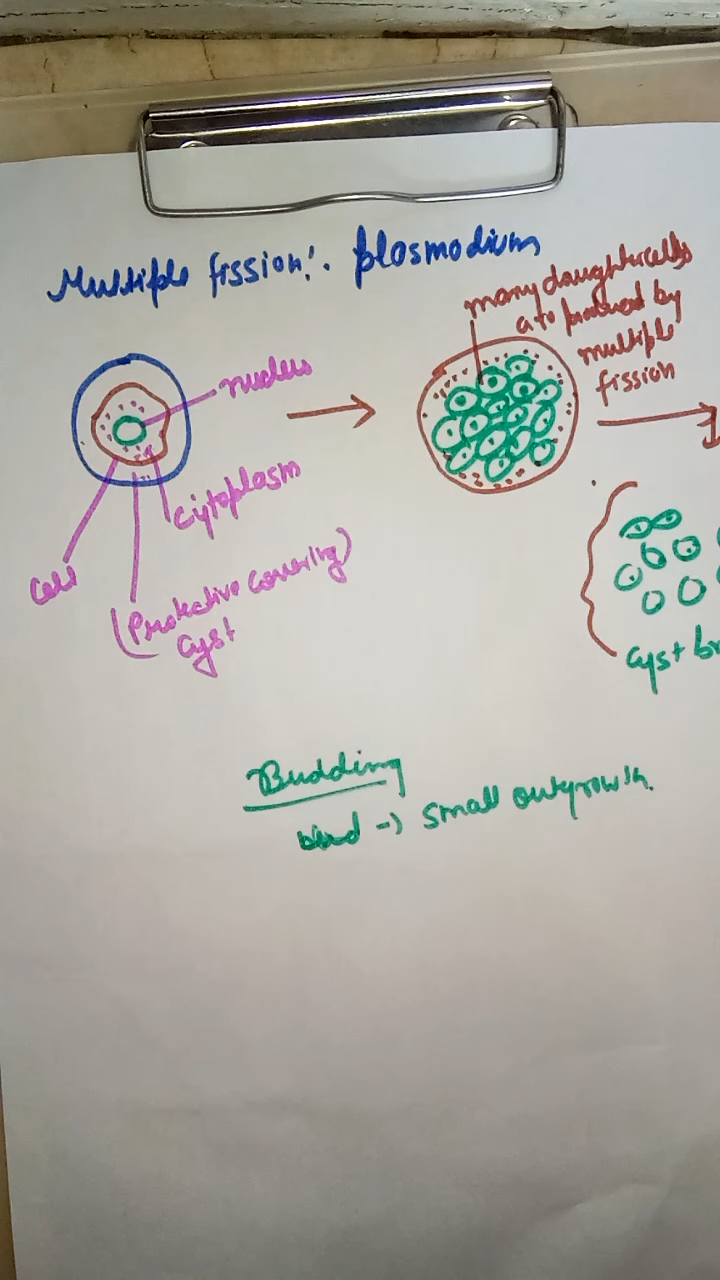 Multiple fission:. plasmodium
many daughter cells
are produced by
multiple
fission
nucleus
cytoplasm
Cell
(Protective covering)
cyst
cyst br
Budding
bud -> small outgrowth.